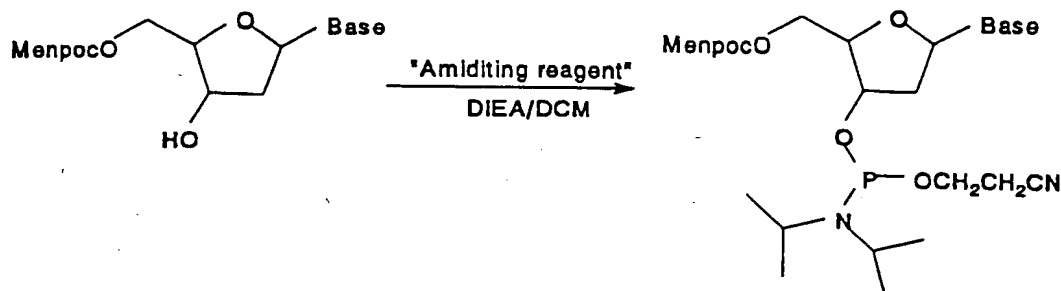 MenpocO
O
Base
HO
"Amiditing reagent"
DIEA/DCM
MenpocO
O
Base
O
P
OCH₂CH₂CN
N